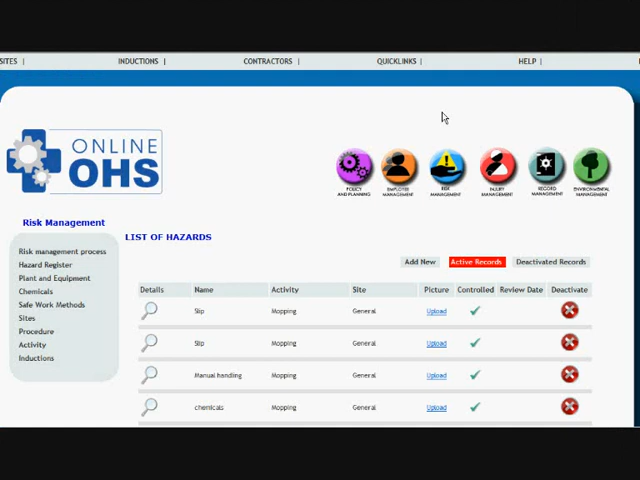 SITES |
INDUCTIONS |
CONTRACTORS |
QUICKLINKS |
HELP |
ONLINE
OHS
POLICY
AND PLANNING
EMPLOYEE
MANAGEMENT
RISK
MANAGEMENT
INJURY
MANAGEMENT
RECORD
MANAGEMENT
ENVIRONMENTAL
MANAGEMENT
Risk Management
LIST OF HAZARDS
Risk management process
Hazard Register
Plant and Equipment
Chemicals
Safe Work Methods
Sites
Procedure
Activity
Inductions
Add New Active Records Deactivated Records
Details Name Activity Site Picture Controlled Review Date Deactivate
Slip Mopping General Upload
Slip Mopping General Upload
Manual handling Mopping General Upload
chemicals Mopping General Upload